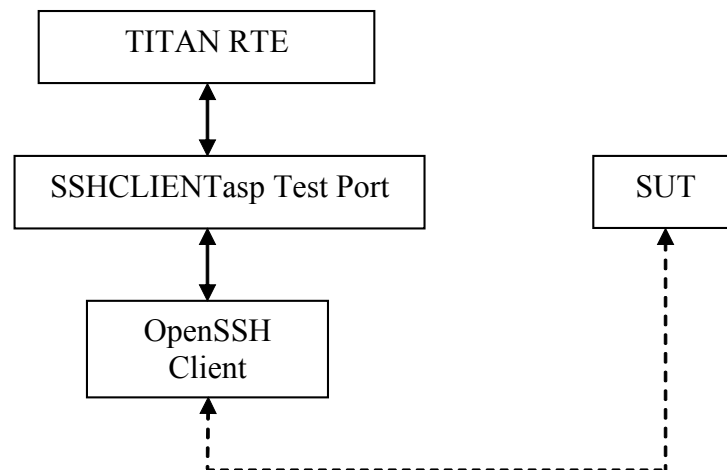 TITAN RTE
SSHCLIENTasp Test Port
SUT
OpenSSH
Client